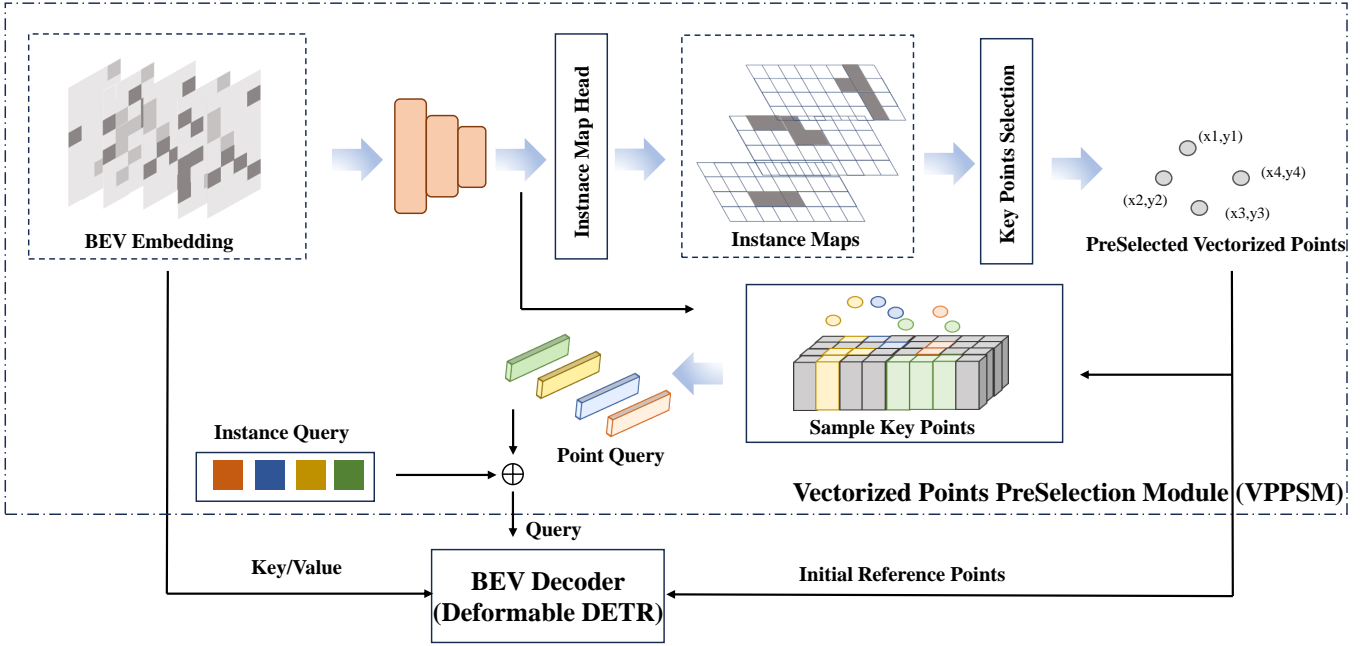 BEV Embedding
Instnace Map Head
Instance Maps
Key Points Selection
(x1,y1)
(x4,y4)
(x2,y2)
(x3,y3)
PreSelected Vectorized Points
Sample Key Points
Point Query
Instance Query
Vectorized Points PreSelection Module (VPPSM)
Query
Key/Value
BEV Decoder
(Deformable DETR)
Initial Reference Points